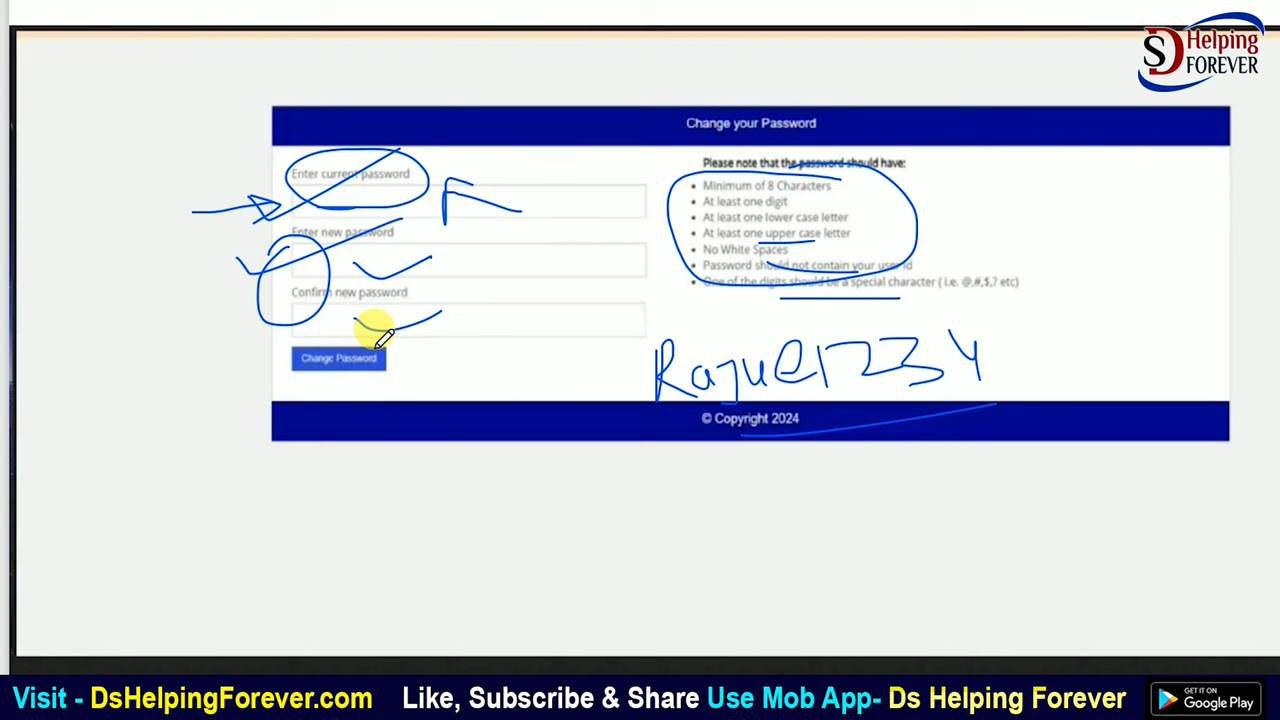 SD Helping
FOREVER
Change your Password
Enter current password
Enter new password
Confirm new password
Change Password
Please note that the password should have:
• Minimum of 8 Characters
• At least one digit
• At least one lower case letter
• At least one upper case letter
• No White Spaces
• Password should not contain your user id
• One of the digits should be a special character ( i.e. @,#,$,? etc)
Raju@1234
© Copyright 2024
Visit - DsHelpingForever.com Like, Subscribe & Share Use Mob App- Ds Helping Forever
GET IT ON
Google Play